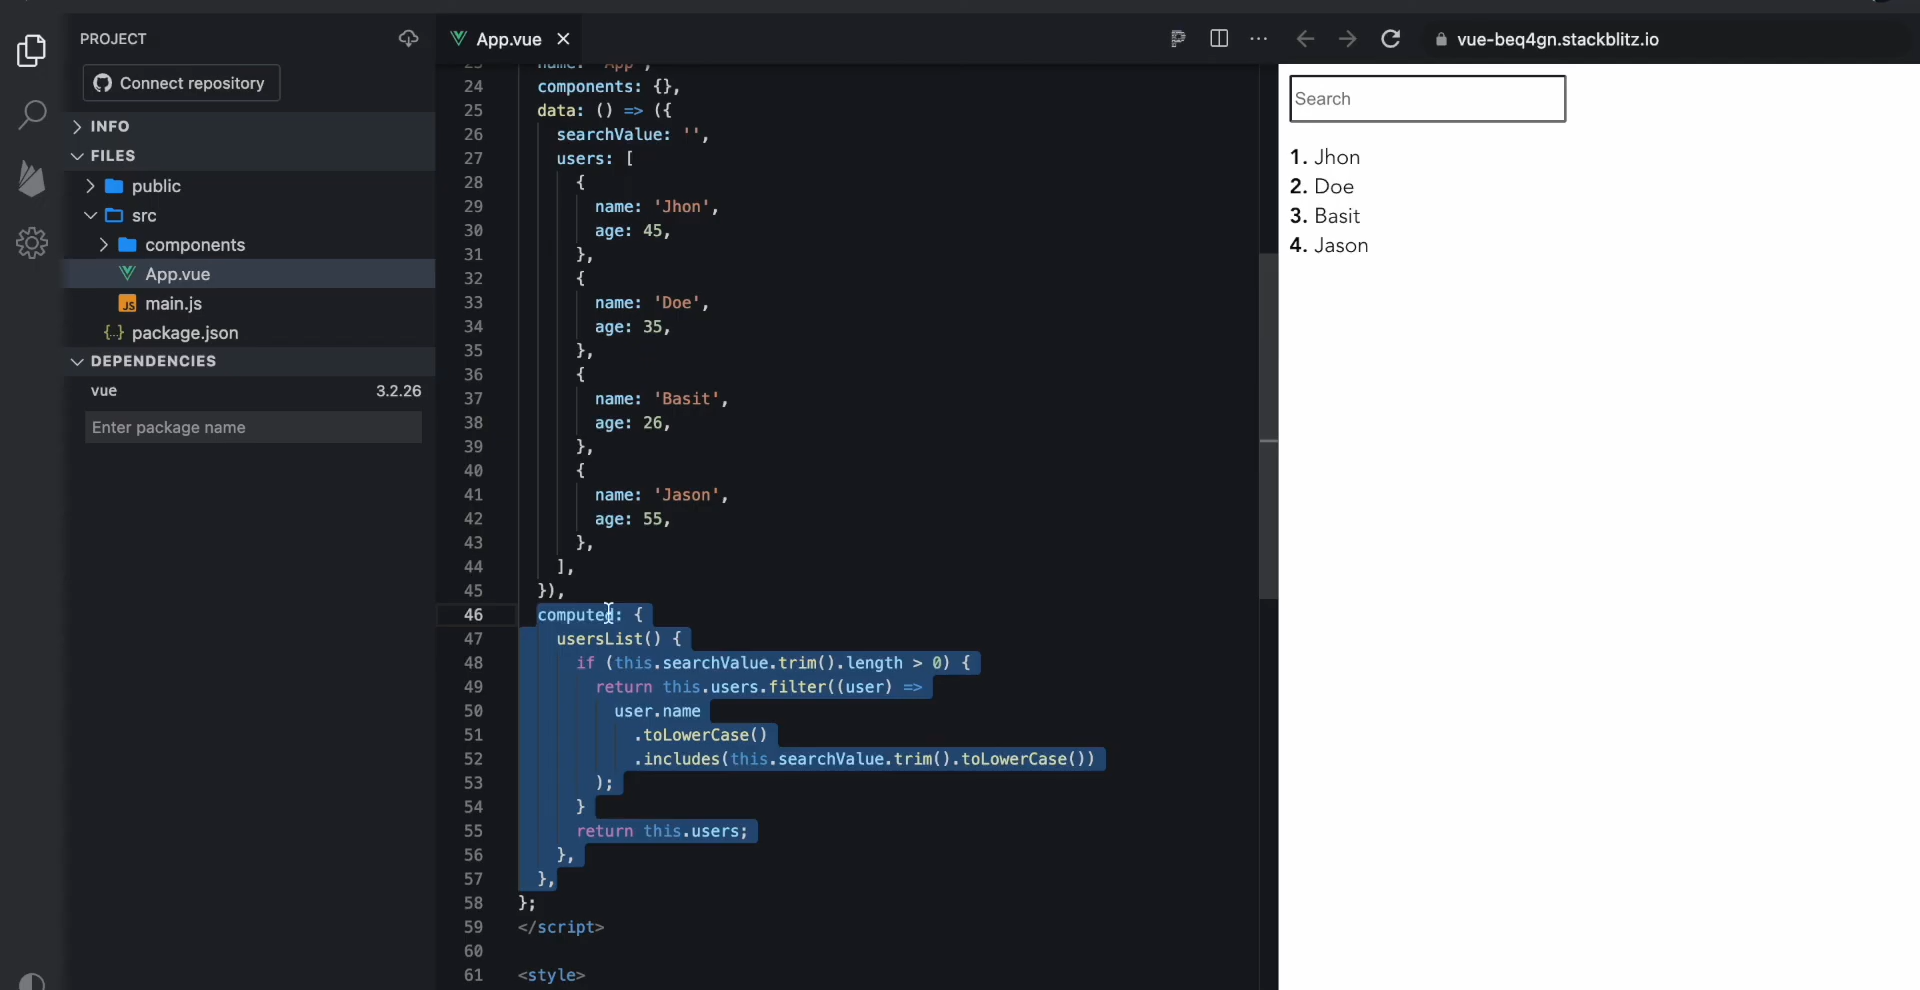 PROJECT
Connect repository
INFO
FILES
public
src
components
App.vue
JS main.js
{..} package.json
DEPENDENCIES
vue 3.2.26
Enter package name
App.vue
23 name: 'App',
24 components: {},
25 data: () => ({
26 searchValue: '',
27 users: [
28 {
29 name: 'Jhon',
30 age: 45,
31 },
32 {
33 name: 'Doe',
34 age: 35,
35 },
36 {
37 name: 'Basit',
38 age: 26,
39 },
40 {
41 name: 'Jason',
42 age: 55,
43 },
44 ],
45 }),
46 computed: {
47 usersList() {
48 if (this.searchValue.trim().length > 0) {
49 return this.users.filter((user) =>
50 user.name
51 .toLowerCase()
52 .includes(this.searchValue.trim().toLowerCase())
53 );
54 }
55 return this.users;
56 },
57 },
58 };
59 </script>
60
61 <style>
vue-beq4gn.stackblitz.io
Search
1. Jhon
2. Doe
3. Basit
4. Jason